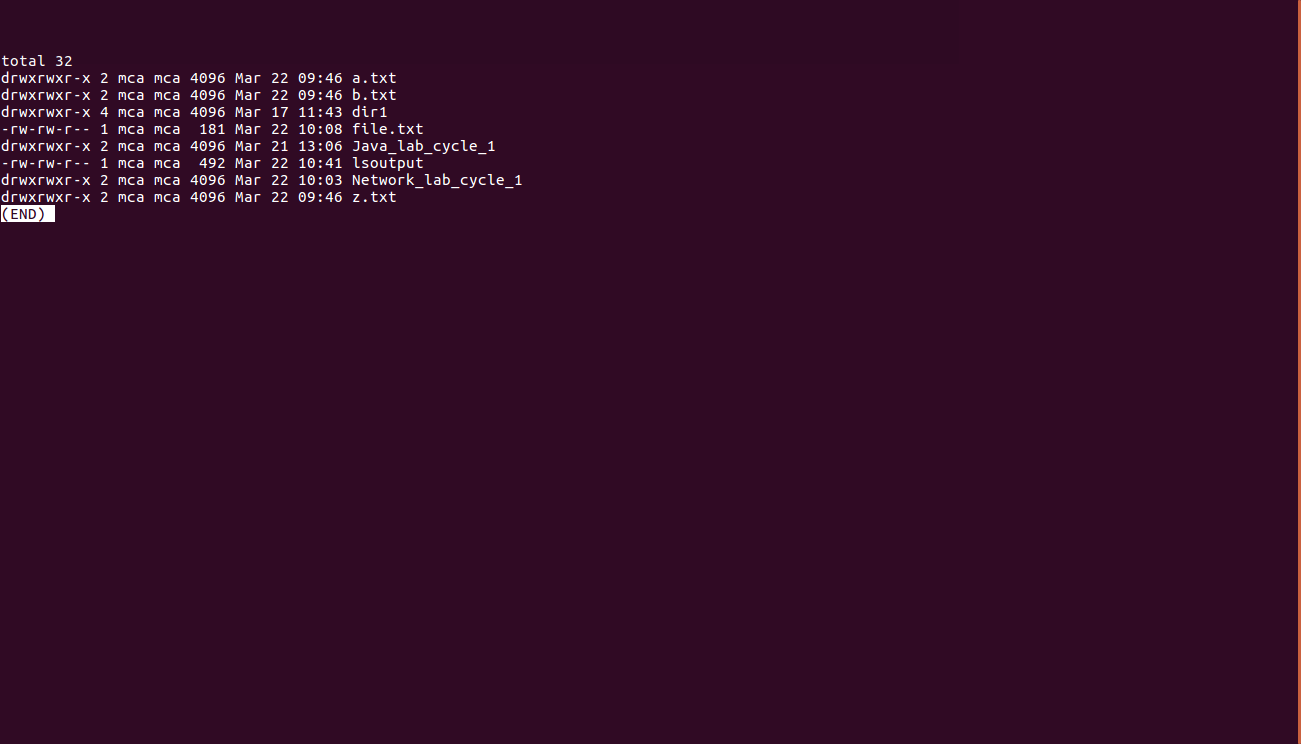 total 32
drwxrwxr-x 2 mca mca 4096 Mar 22 09:46 a.txt
drwxrwxr-x 2 mca mca 4096 Mar 22 09:46 b.txt
drwxrwxr-x 4 mca mca 4096 Mar 17 11:43 dir1
-rw-rw-r-- 1 mca mca  181 Mar 22 10:08 file.txt
drwxrwxr-x 2 mca mca 4096 Mar 21 13:06 Java_lab_cycle_1
-rw-rw-r-- 1 mca mca  492 Mar 22 10:41 lsoutput
drwxrwxr-x 2 mca mca 4096 Mar 22 10:03 Network_lab_cycle_1
drwxrwxr-x 2 mca mca 4096 Mar 22 09:46 z.txt
(END)